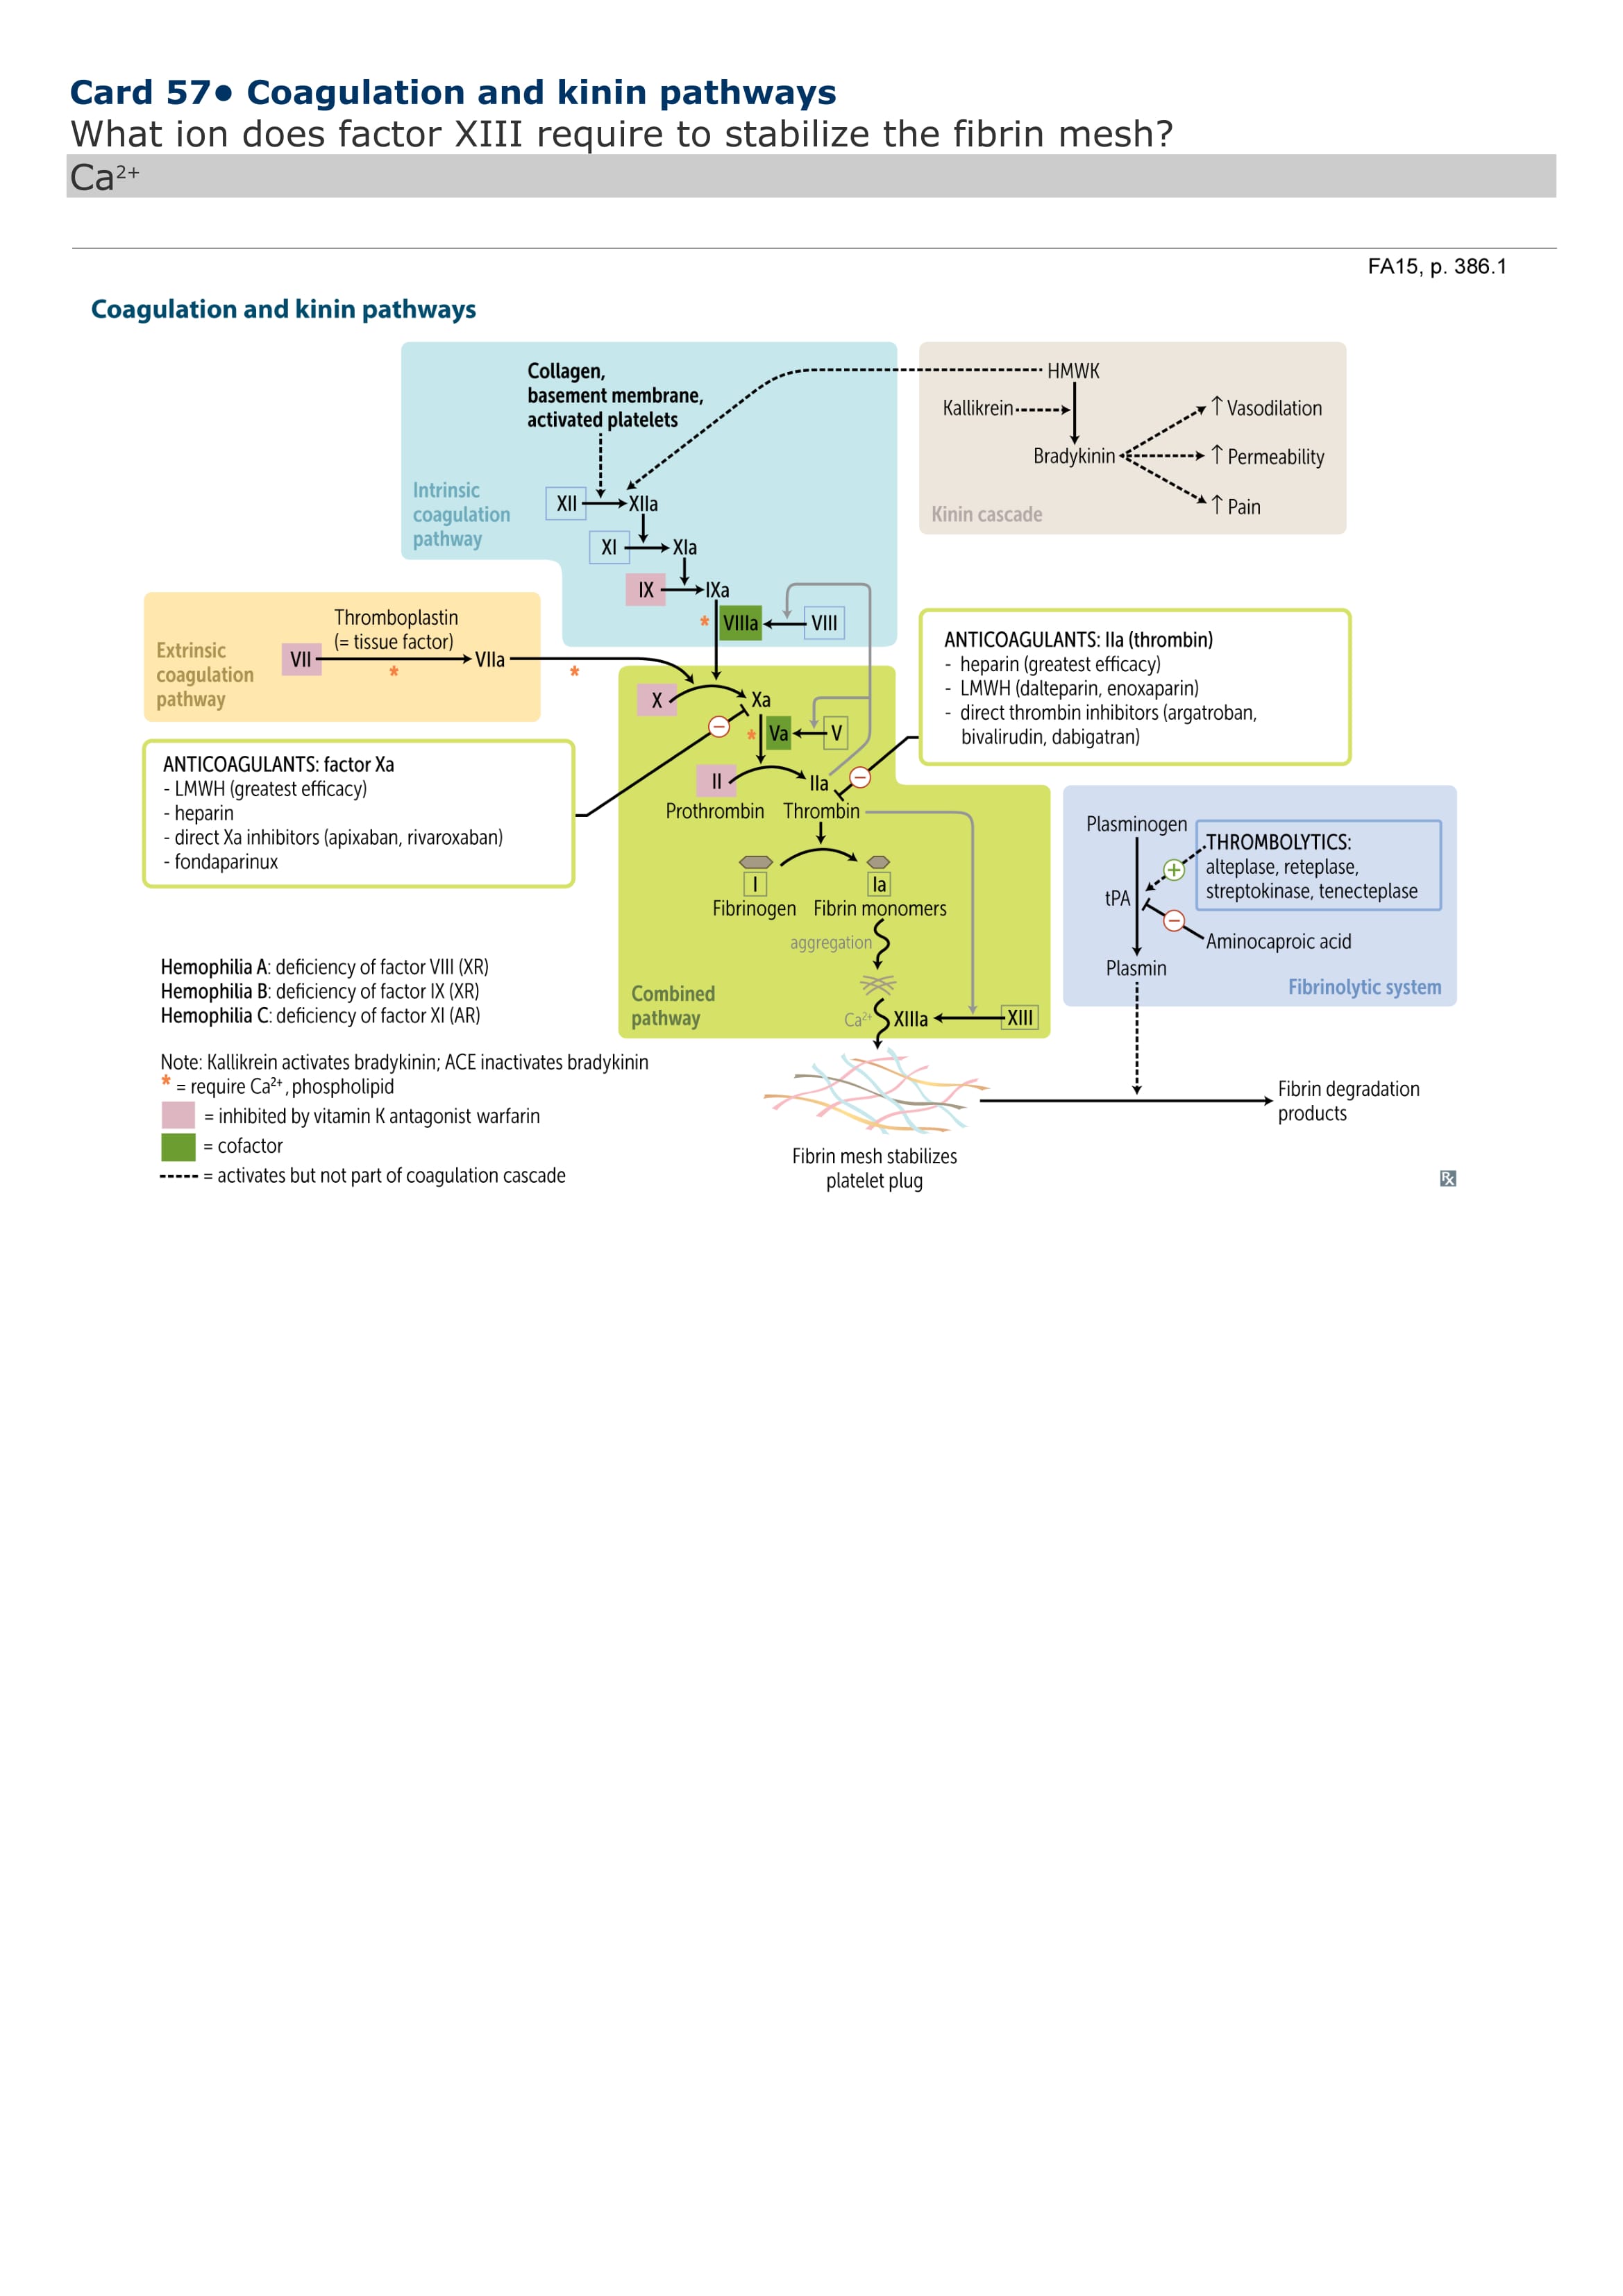 Card 57● Coagulation and kinin pathways
What ion does factor XIII require to stabilize the fibrin mesh?
Ca²⁺
FA15, p. 386.1
Coagulation and kinin pathways
Collagen,
basement membrane,
activated platelets
HMWK
Kallikrein
↑ Vasodilation
Bradykinin
↑ Permeability
↑ Pain
Kinin cascade
Intrinsic
coagulation
pathway
XII
XIIa
XI
XIa
IX
IXa
* VIIIa
VIII
Extrinsic
coagulation
pathway
Thromboplastin
(= tissue factor)
VII
VIIa
*
*
X
Xa
−
* Va
V
II
IIa
−
Prothrombin
Thrombin
ANTICOAGULANTS: IIa (thrombin)
- heparin (greatest efficacy)
- LMWH (dalteparin, enoxaparin)
- direct thrombin inhibitors (argatroban,
bivalirudin, dabigatran)
ANTICOAGULANTS: factor Xa
- LMWH (greatest efficacy)
- heparin
- direct Xa inhibitors (apixaban, rivaroxaban)
- fondaparinux
I
Ia
Fibrinogen
Fibrin monomers
aggregation
Combined
pathway
Ca²⁺
XIIIa
XIII
Plasminogen
THROMBOLYTICS:
alteplase, reteplase,
streptokinase, tenecteplase
+
tPA
−
Aminocaproic acid
Plasmin
Fibrinolytic system
Hemophilia A: deficiency of factor VIII (XR)
Hemophilia B: deficiency of factor IX (XR)
Hemophilia C: deficiency of factor XI (AR)
Note: Kallikrein activates bradykinin; ACE inactivates bradykinin
* = require Ca²⁺, phospholipid
= inhibited by vitamin K antagonist warfarin
= cofactor
= activates but not part of coagulation cascade
Fibrin mesh stabilizes
platelet plug
Fibrin degradation
products
℞